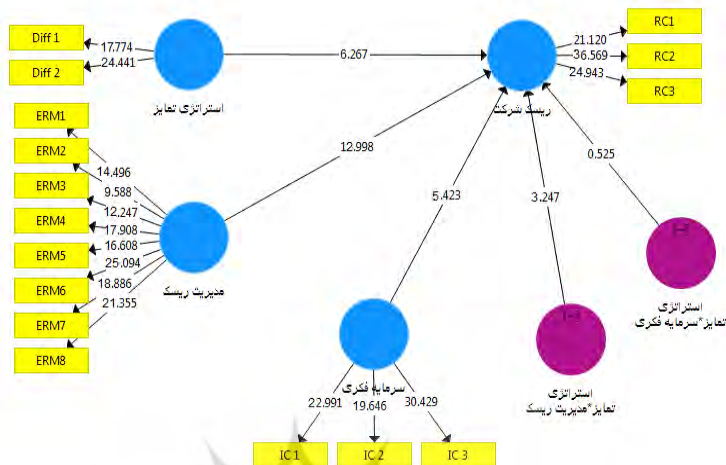 Diff 1
Diff 2
17.774
24.441
استراتژی تمایز
6.267
ریسک شرکت
21.120
36.569
24.943
RC1
RC2
RC3
ERM1
ERM2
ERM3
ERM4
ERM5
ERM6
ERM7
ERM8
14.496
9.588
12.247
17.908
16.608
25.094
18.886
21.355
مدیریت ریسک
12.998
5.423
3.247
0.525
استراتژی
تمایز*سرمایه فکری
استراتژی
تمایز*مدیریت ریسک
سرمایه فکری
22.991
19.646
30.429
IC 1
IC 2
IC 3